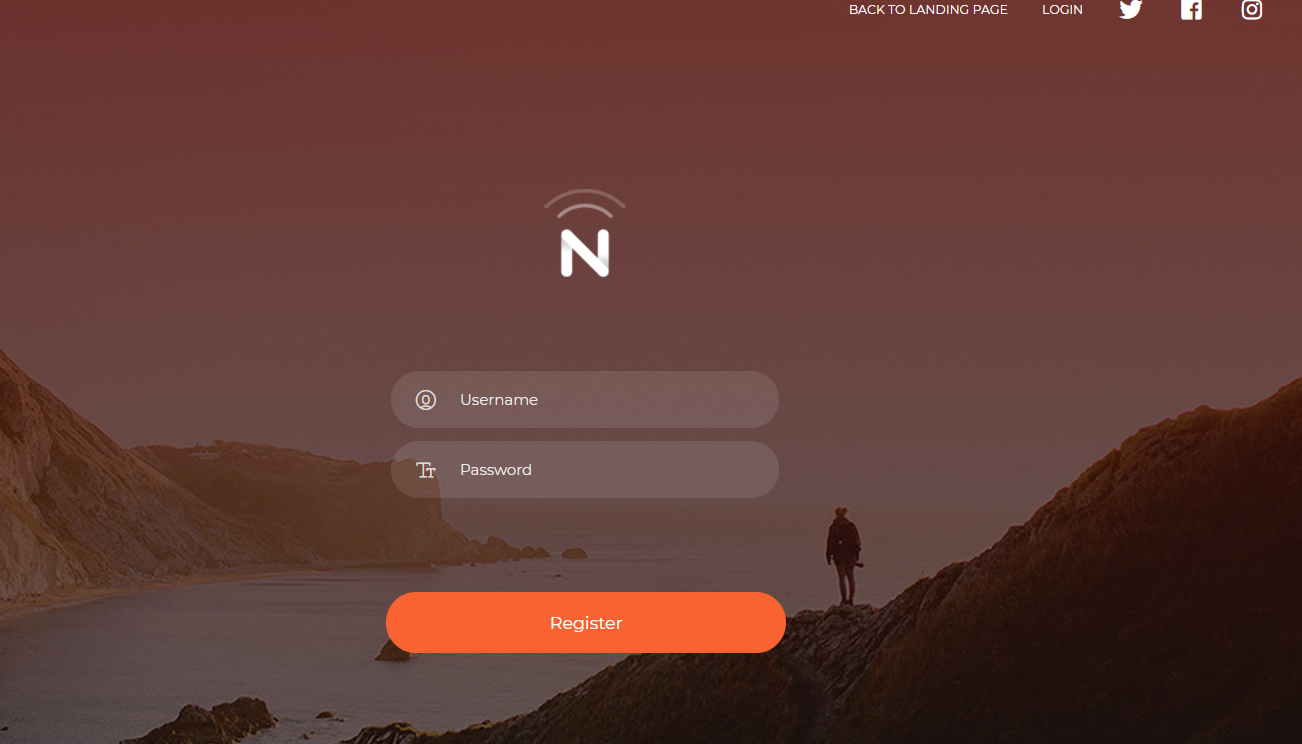 BACK TO LANDING PAGE LOGIN
N
Username
Password
Register